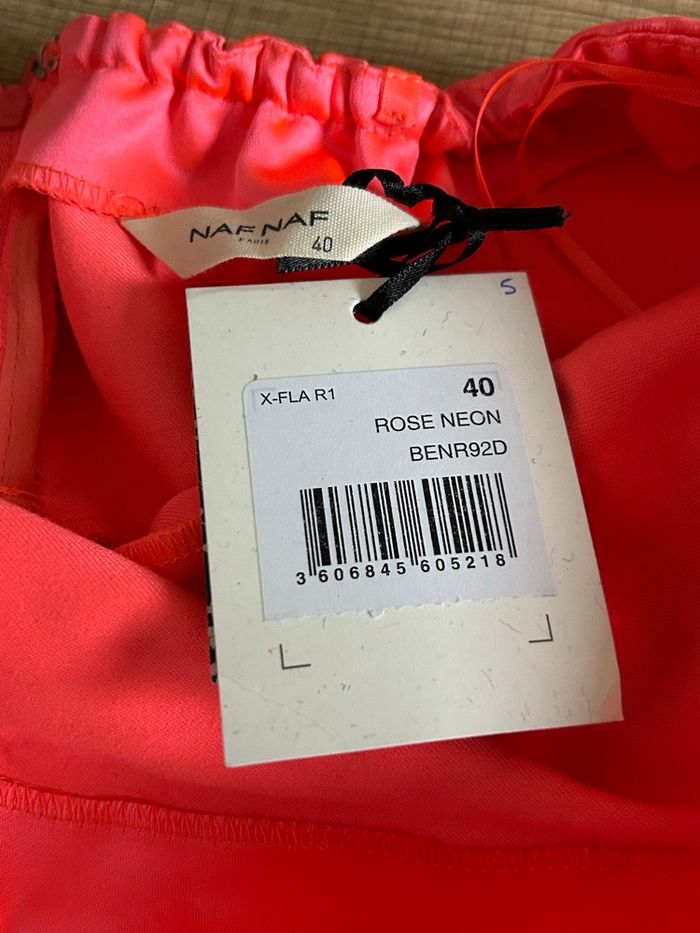 NAF NAF
PARIS
40
5
X-FLA R1
40
ROSE NEON
BENR92D
3 606845 605218